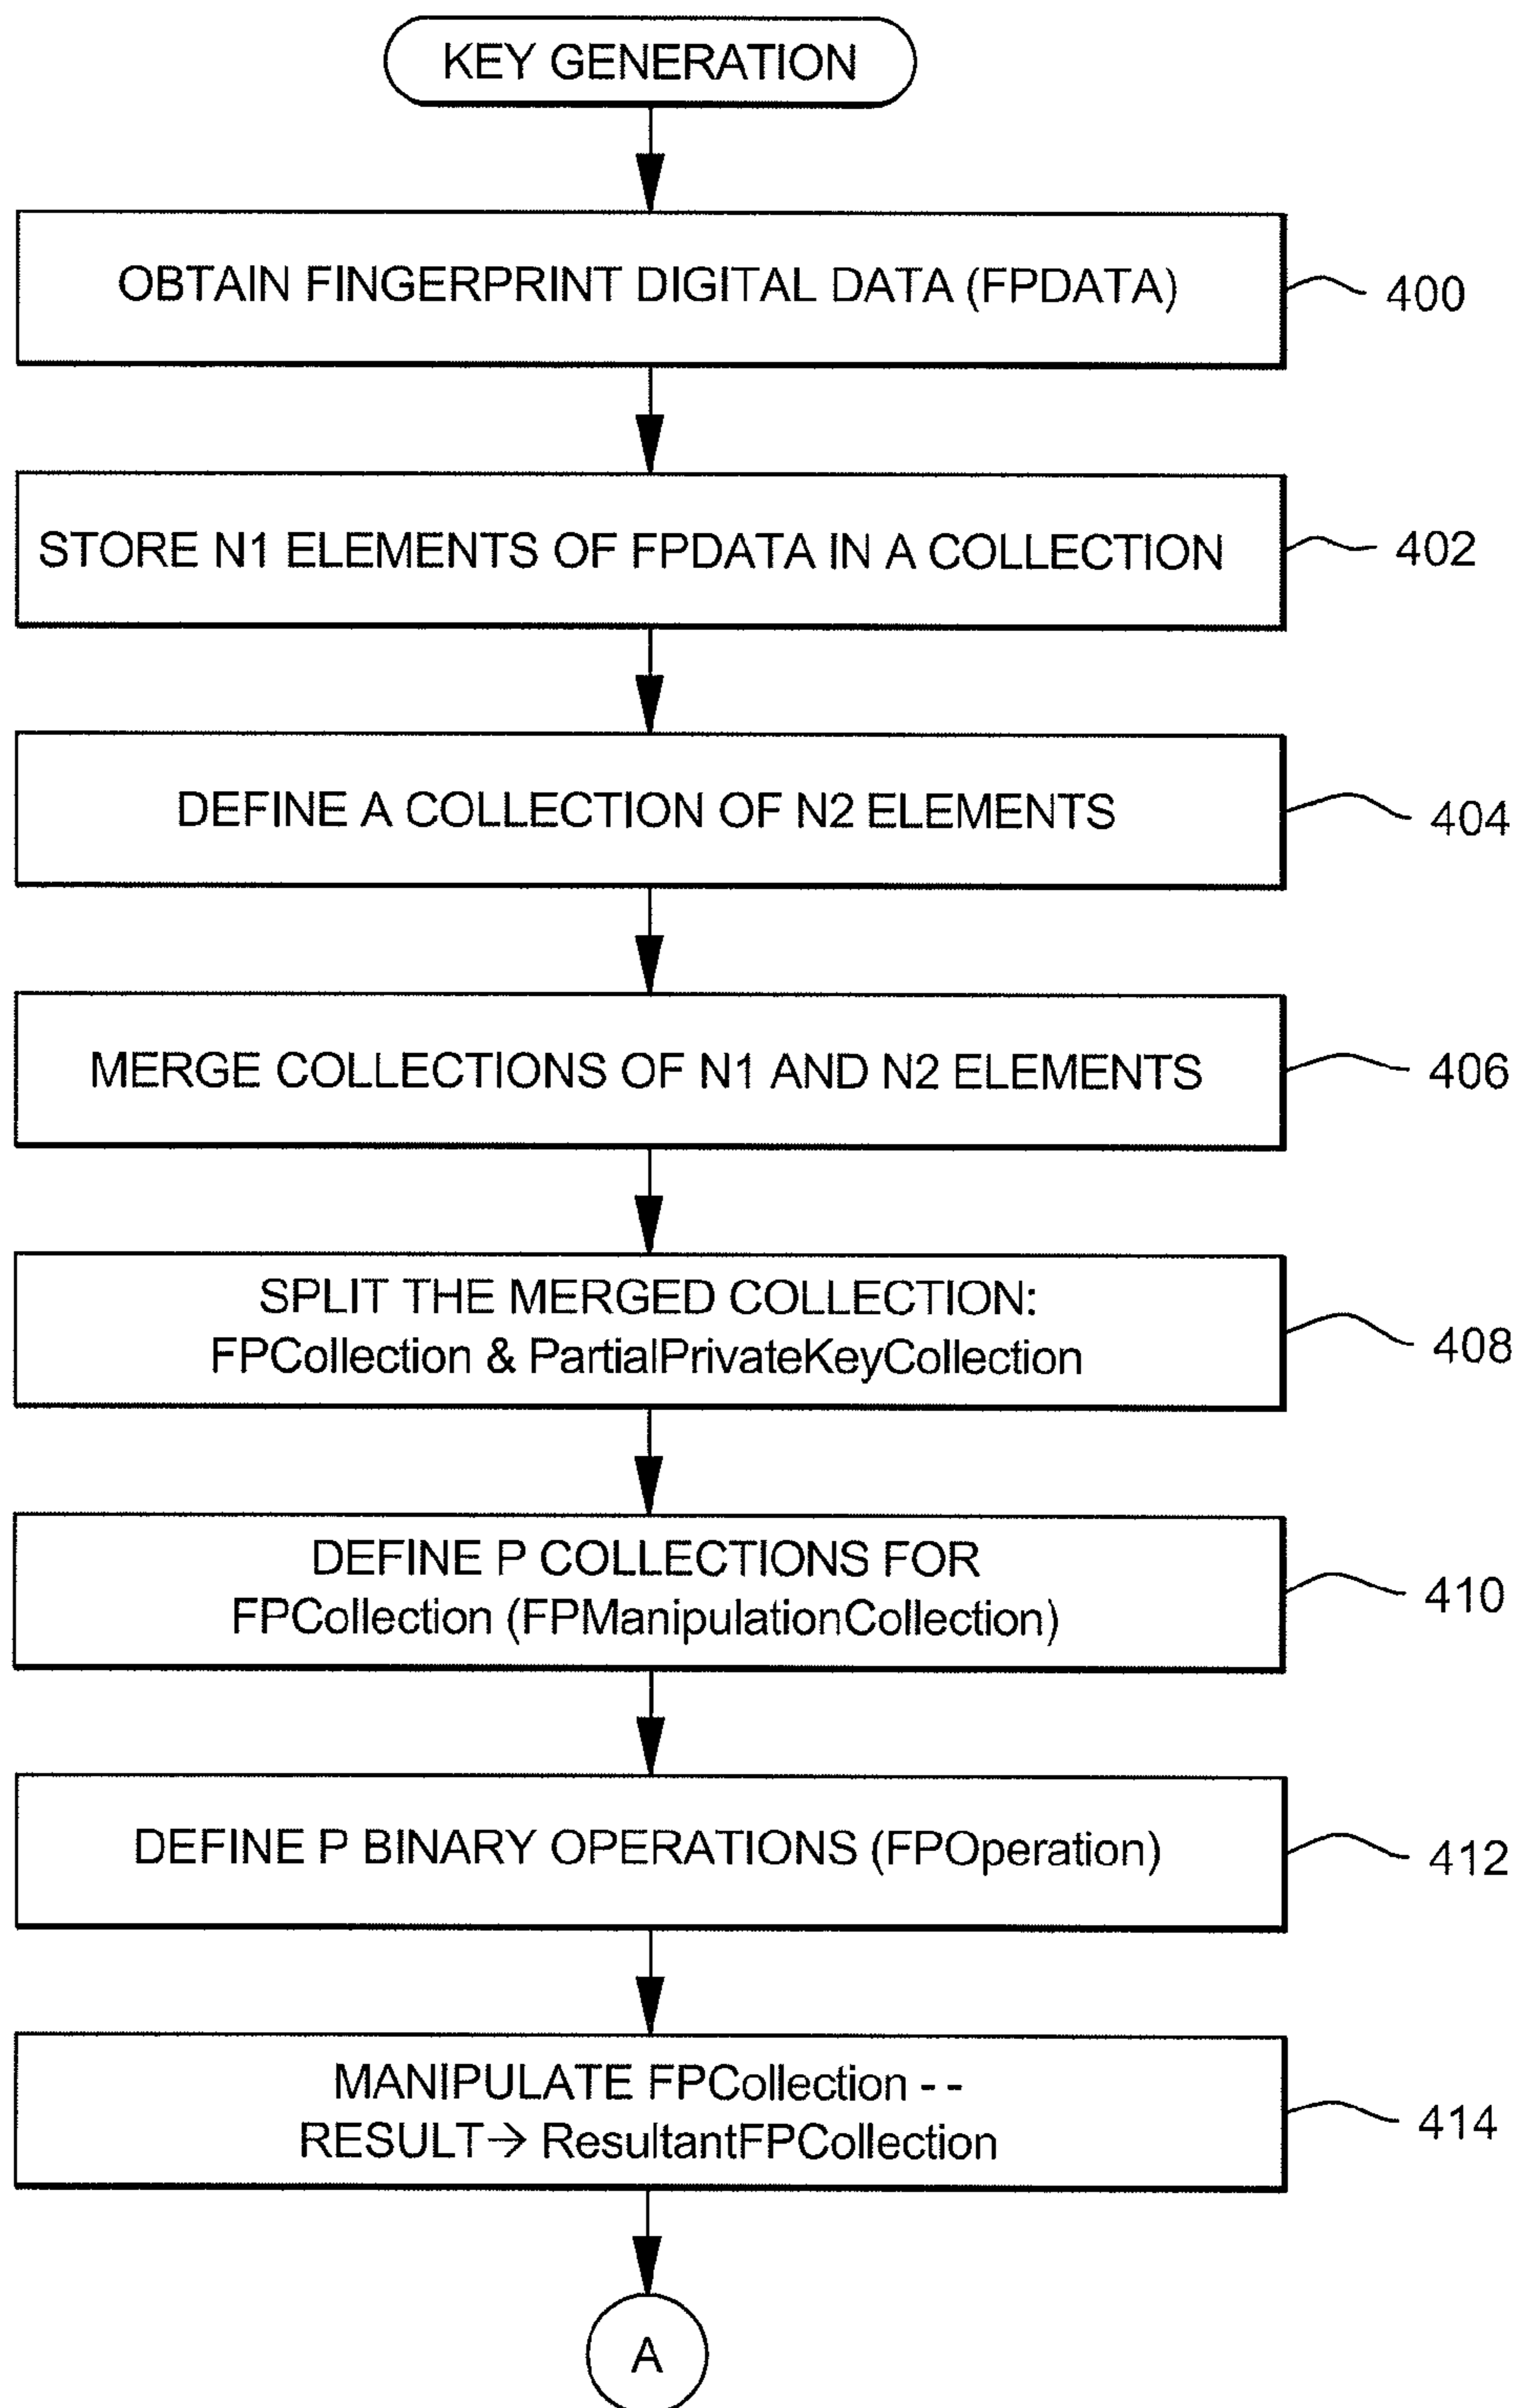 KEY GENERATION
OBTAIN FINGERPRINT DIGITAL DATA (FPDATA)
400
STORE N1 ELEMENTS OF FPDATA IN A COLLECTION
402
DEFINE A COLLECTION OF N2 ELEMENTS
404
MERGE COLLECTIONS OF N1 AND N2 ELEMENTS
406
SPLIT THE MERGED COLLECTION:
FPCollection & PartialPrivateKeyCollection
408
DEFINE P COLLECTIONS FOR
FPCollection (FPManipulationCollection)
410
DEFINE P BINARY OPERATIONS (FPOperation)
412
MANIPULATE FPCollection - -
RESULT→ ResultantFPCollection
414
A